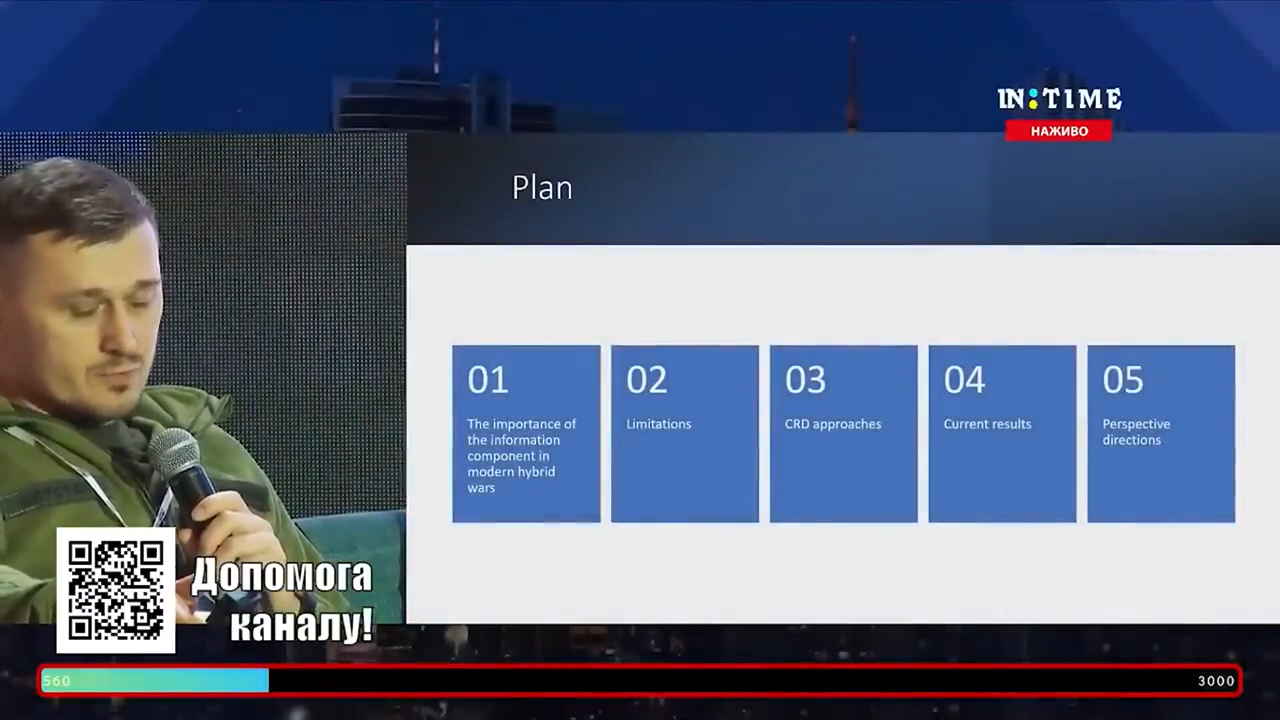 IN:TIME
НАЖИВО
Plan
01
The importance of
the information
component in
modern hybrid
wars
02
Limitations
03
CRD approaches
04
Current results
05
Perspective
directions
Допомога
каналу!
560
3000